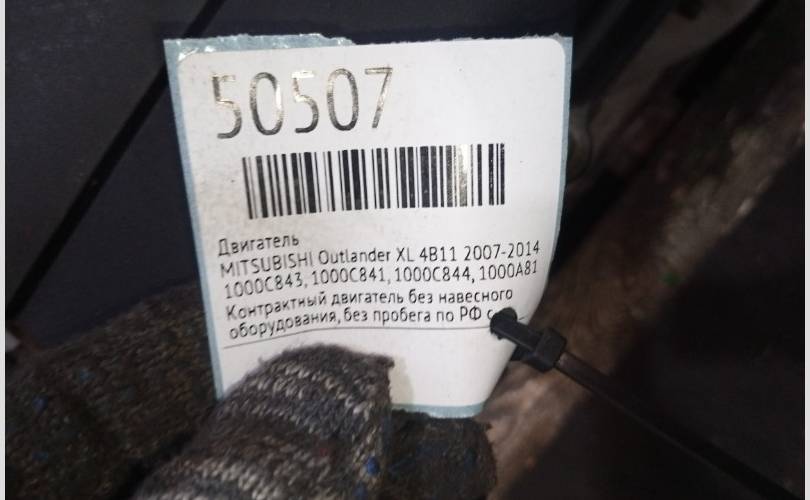 50507
Двигатель
MITSUBISHI Outlander XL 4B11 2007-2014
1000C843, 1000C841, 1000C844, 1000A81
Контрактный двигатель без навесного
оборудования, без пробега по РФ с